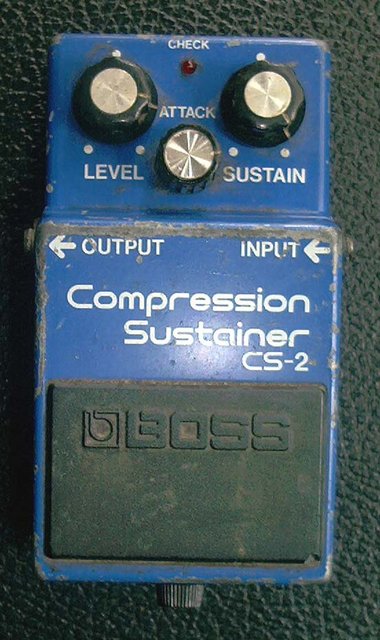 CHECK
ATTACK
LEVEL SUSTAIN
OUTPUT INPUT
Compression
Sustainer
CS-2
BOSS